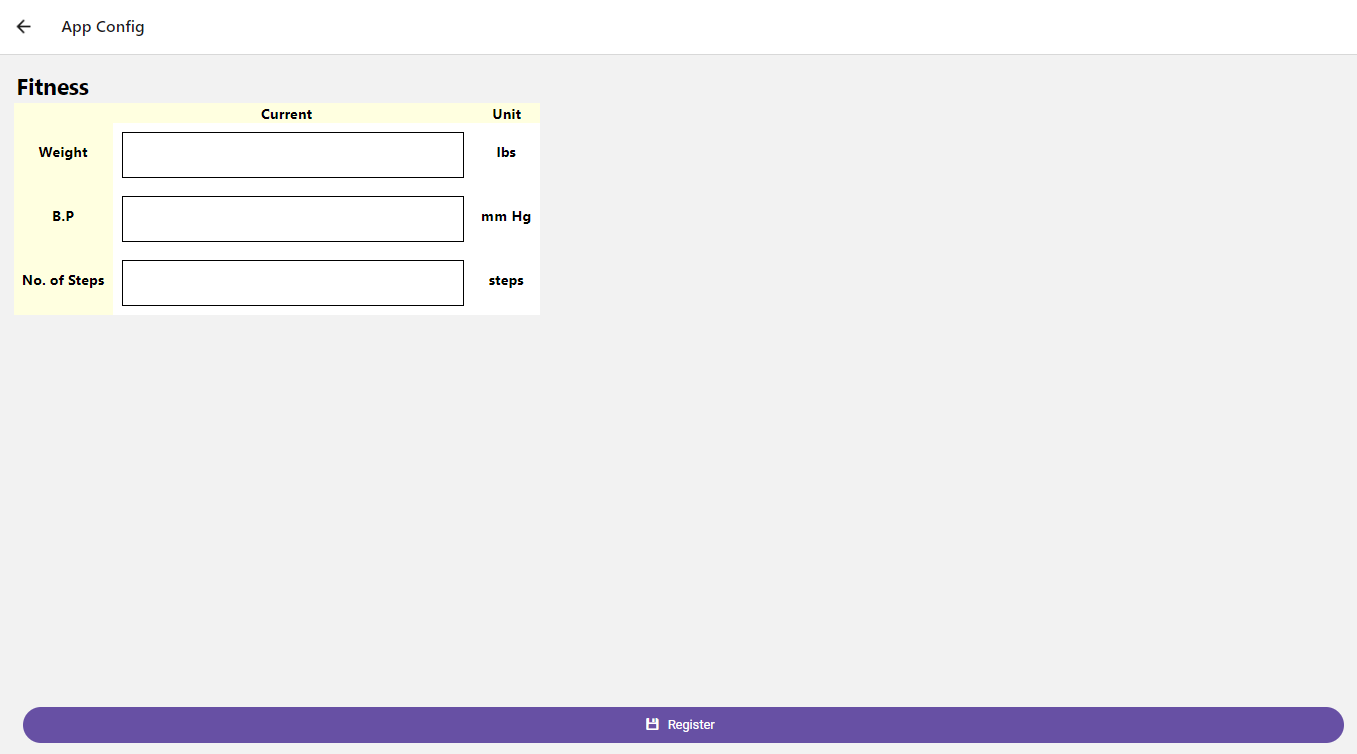 App Config
Fitness
Current Unit
Weight lbs
B.P mm Hg
No. of Steps steps
Register